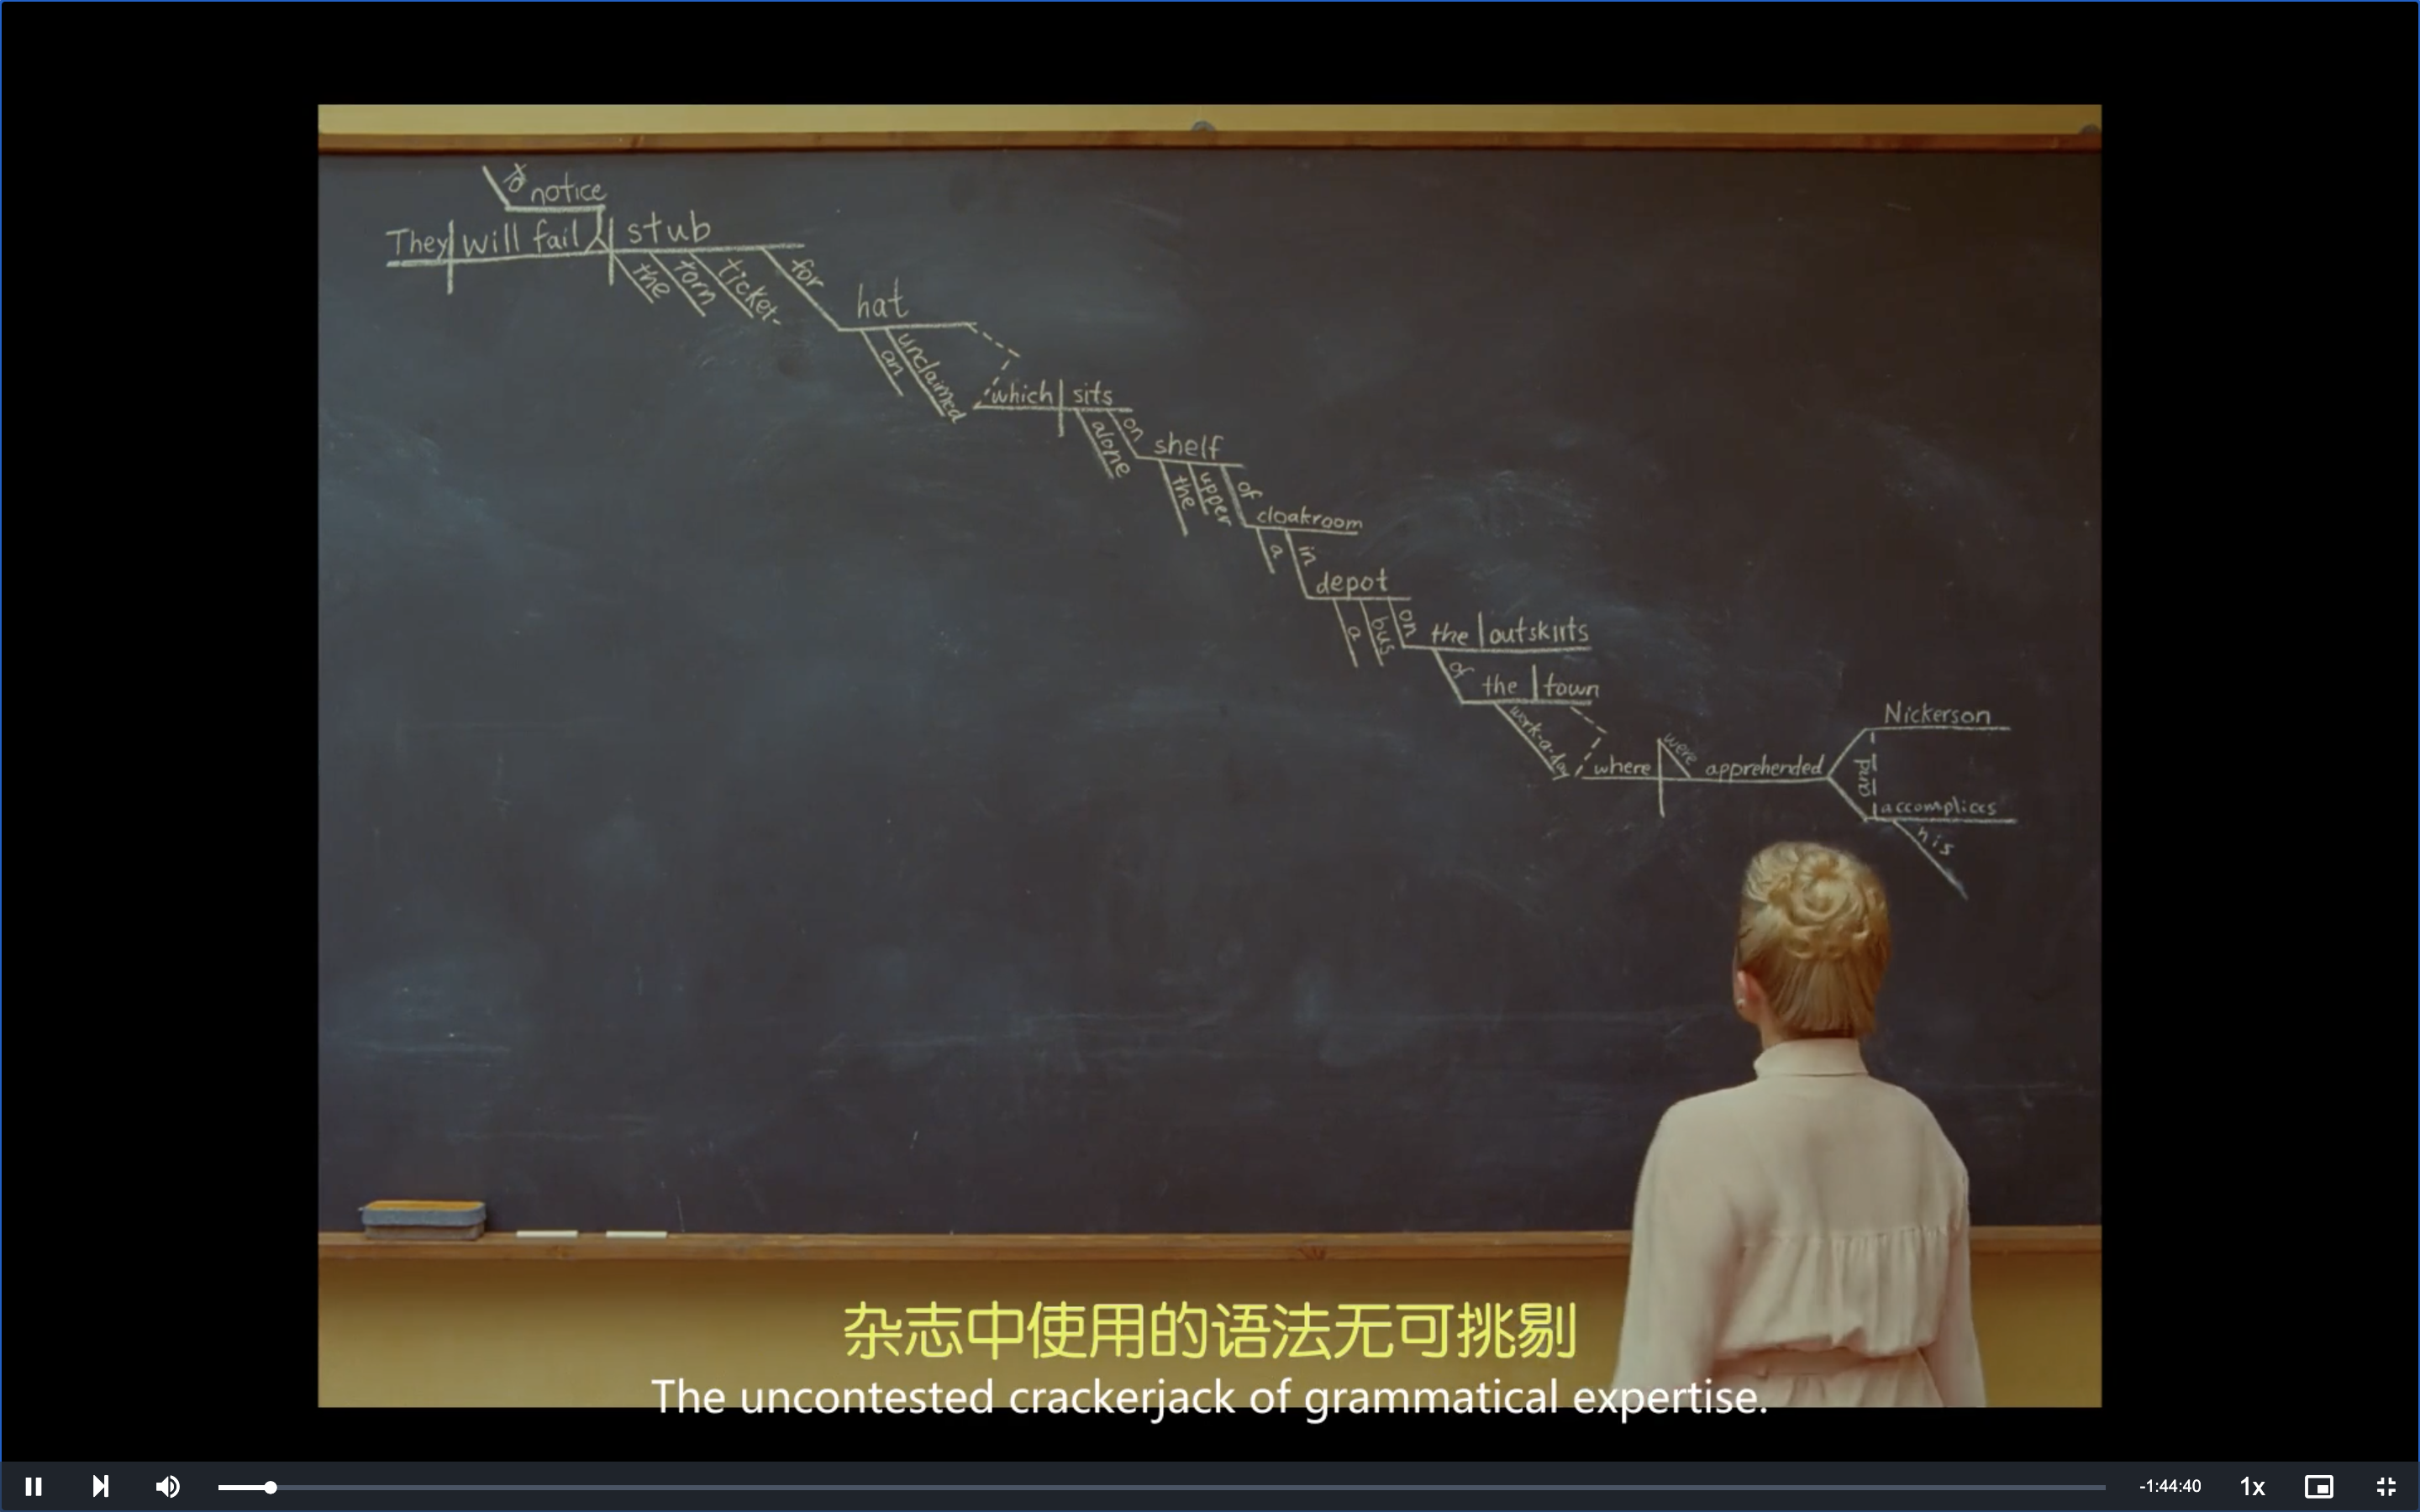 to notice
They will fail stub
the torn ticket- for
hat
an unclaimed
which sits
alone on
shelf
the upper of
cloakroom
a in
depot
a bus on
the outskirts
of the town
work-a-day
where were apprehended
Nickerson
and
accomplices
his
杂志中使用的语法无可挑剔
The uncontested crackerjack of grammatical expertise.
-1:44:40 1x